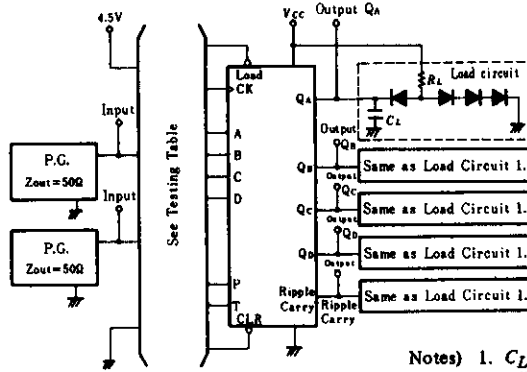 4.5V
Input
P.G.
Zout=50Ω
Input
P.G.
Zout=50Ω
See Testing Table
Load
CK
A
B
C
D
P
T
CLR
VCC
Output QA
QA
RL
Load circuit
CL
Output
QB
QB
Same as Load Circuit 1.
Output
QC
QC
Same as Load Circuit 1.
Output
QD
QD
Same as Load Circuit 1.
Output
Ripple
Carry
Ripple
Carry
Same as Load Circuit 1.
Notes) 1. CL